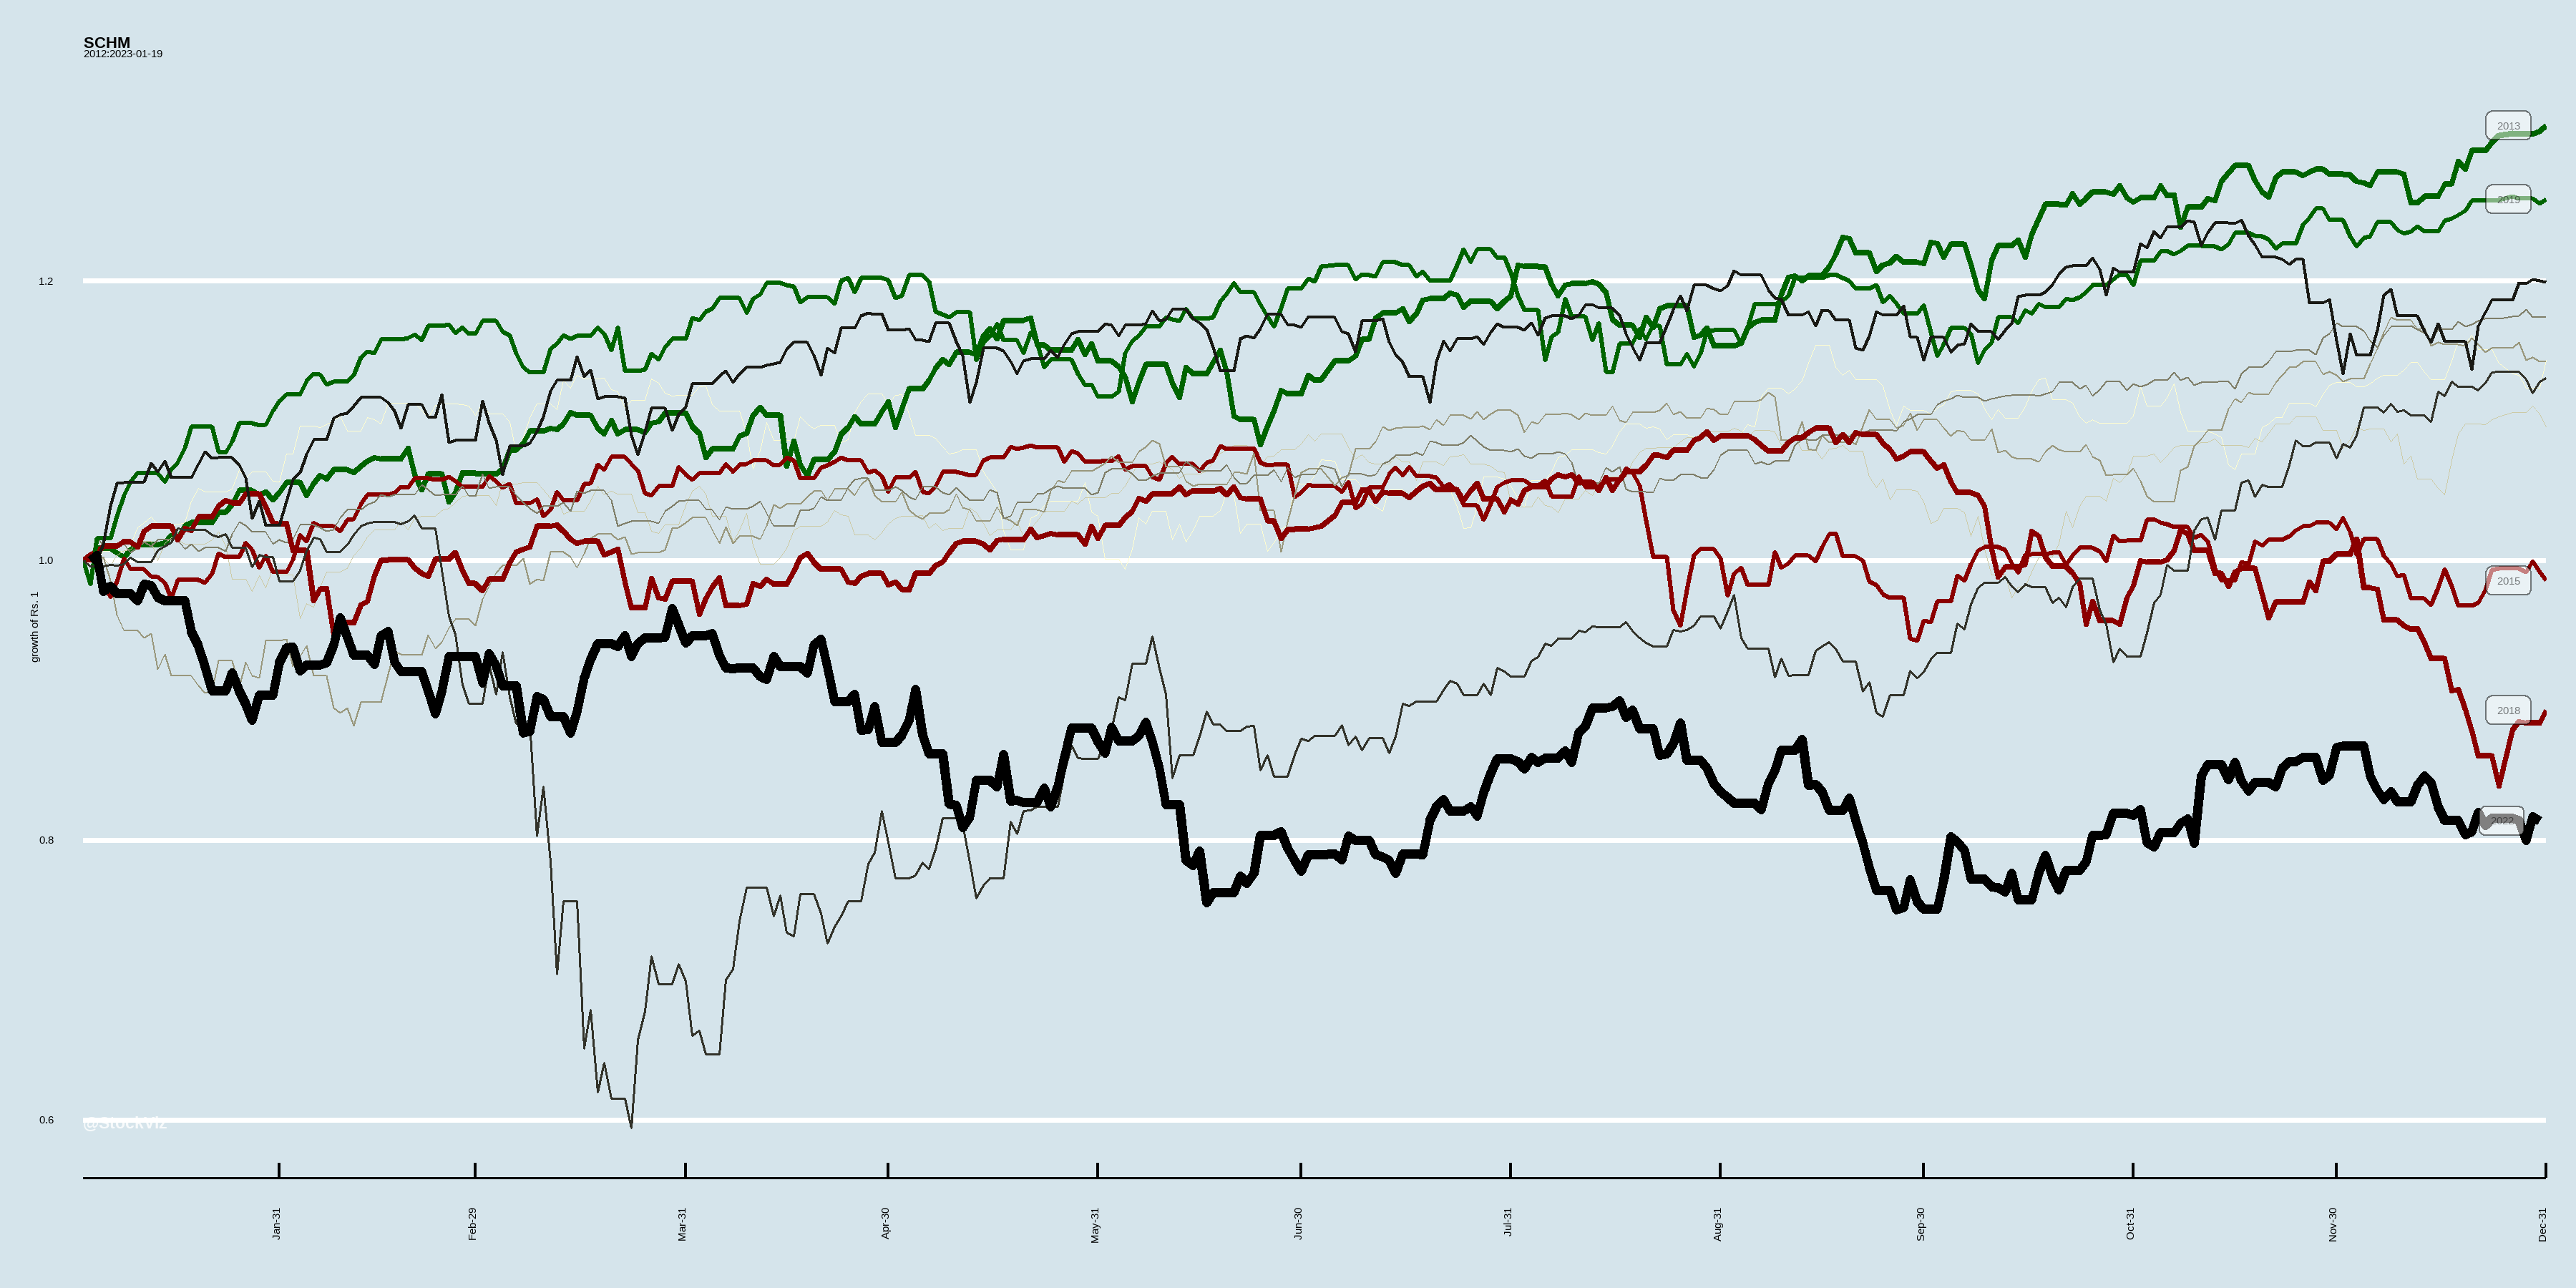 SCHM
2012:2023-01-19
2013
2019
1.2
1.0
growth of Rs. 1
2015
2018
0.8
2022
0.6
@StockViz
Jan-31
Feb-29
Mar-31
Apr-30
May-31
Jun-30
Jul-31
Aug-31
Sep-30
Oct-31
Nov-30
Dec-31